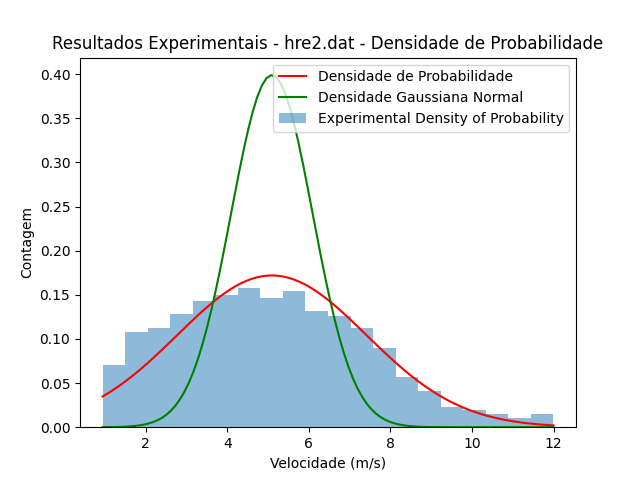 Resultados Experimentais - hre2.dat - Densidade de Probabilidade
Densidade de Probabilidade
Densidade Gaussiana Normal
Experimental Density of Probability
0.40
0.35
0.30
0.25
0.20
0.15
0.10
0.05
0.00
Contagem
2 4 6 8 10 12
Velocidade (m/s)